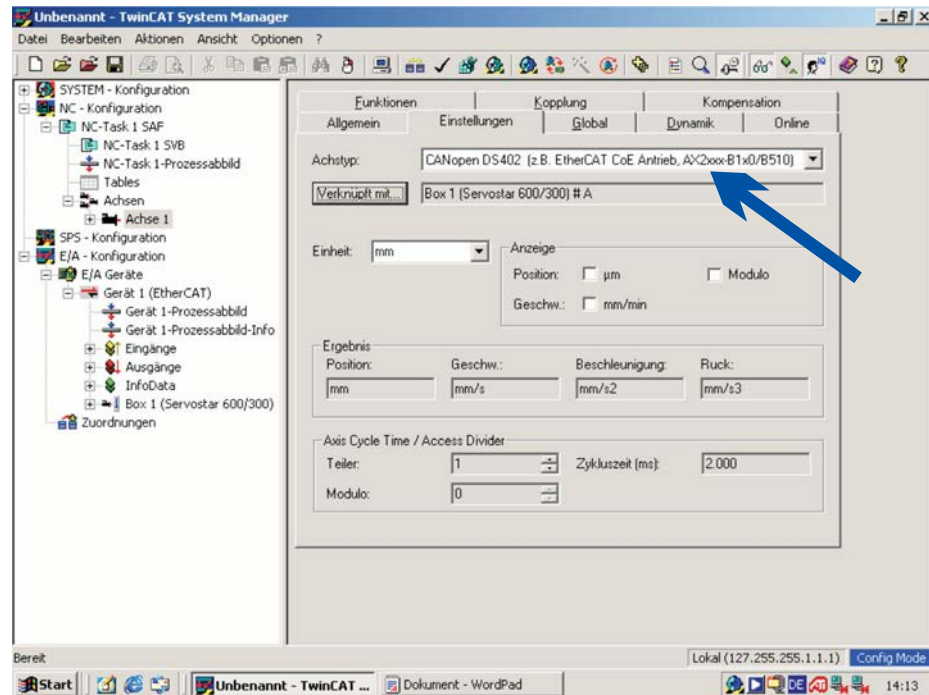 Unbenannt - TwinCAT System Manager
Datei Bearbeiten Aktionen Ansicht Optionen ?
SYSTEM - Konfiguration
NC - Konfiguration
NC-Task 1 SAF
NC-Task 1 SVB
NC-Task 1-Prozessabbild
Tables
Achsen
Achse 1
SPS - Konfiguration
E/A - Konfiguration
E/A Geräte
Gerät 1 (EtherCAT)
Gerät 1-Prozessabbild
Gerät 1-Prozessabbild-Info
Eingänge
Ausgänge
InfoData
Box 1 (Servostar 600/300)
Zuordnungen
Funktionen Kopplung Kompensation
Allgemein Einstellungen Global Dynamik Online
Achstyp: CANopen DS402 (z.B. EtherCAT CoE Antrieb, AX2xxx-B1x0/B510)
Verknüpft mit... Box 1 (Servostar 600/300) # A
Einheit: mm
Anzeige
Position: µm Modulo
Geschw.: mm/min
Ergebnis
Position: Geschw.: Beschleunigung: Ruck:
mm mm/s mm/s2 mm/s3
Axis Cycle Time / Access Divider
Teiler: 1 Zykluszeit (ms): 2.000
Modulo: 0
Bereit Lokal (127.255.255.1.1.1) Config Mode
Start Unbenannt - TwinCAT ... Dokument - WordPad DE 14:13